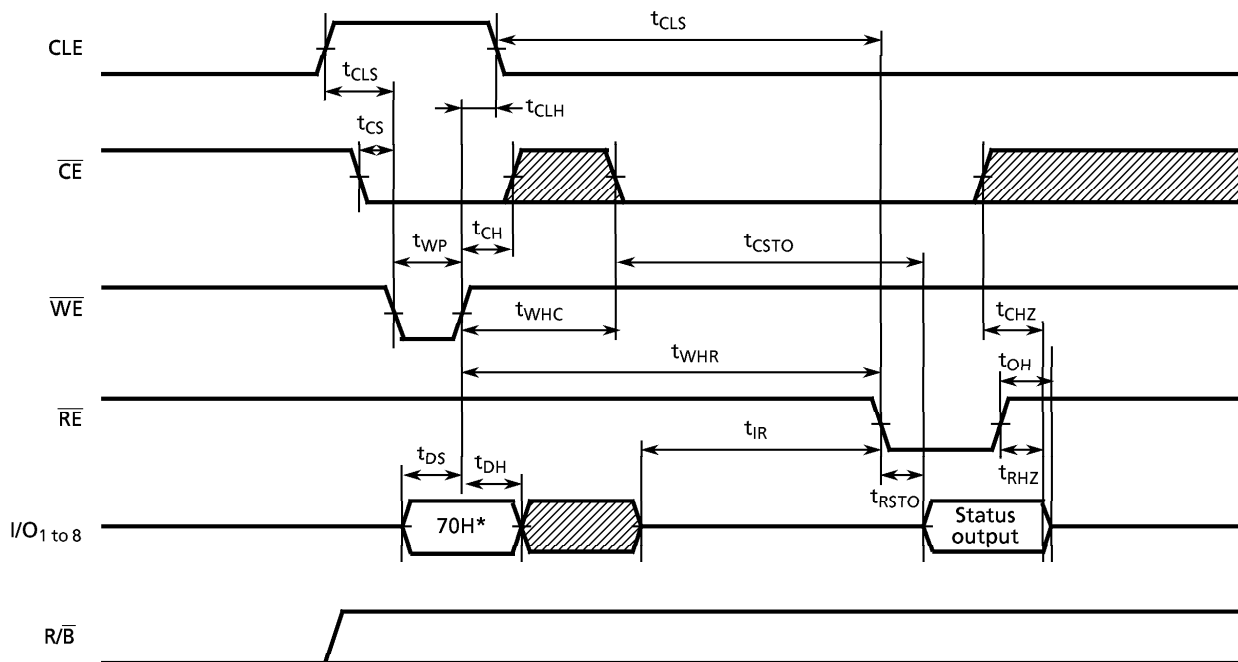 CLE
tCLS
tCLS
tCLH
tCS
CE
tCH
tWP
tCSTO
WE
tWHC
tCHZ
tWHR
tOH
RE
tIR
tDS
tDH
tRHZ
tRSTO
I/O1 to 8
70H*
Status
output
R/B